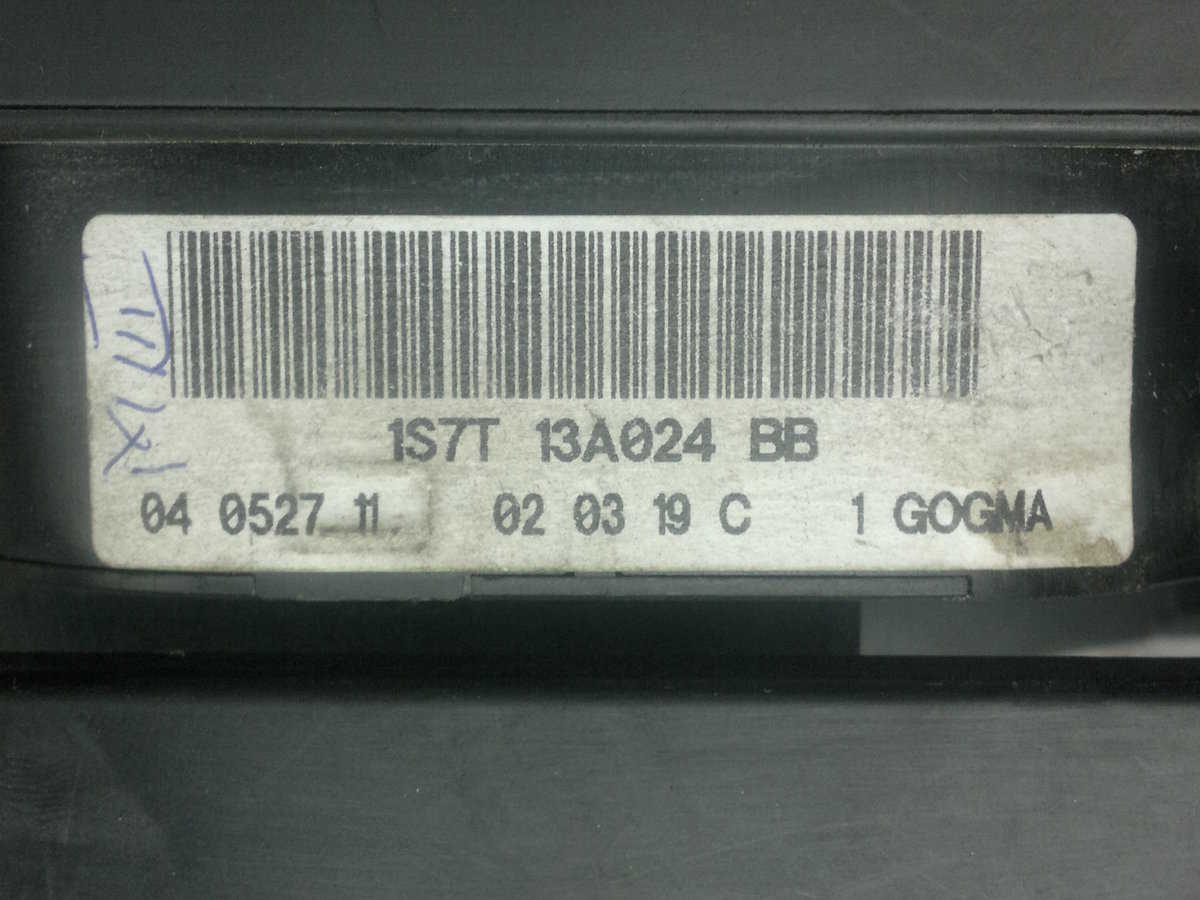 1S7T 13A024 BB
04 0527 11 02 03 19 C 1 GOGMA